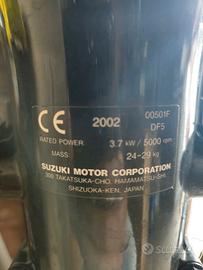 CE 2002 00501F
DF5
RATED POWER: 3.7 kW / 5000 rpm
MASS: 24-29 kg
SUZUKI MOTOR CORPORATION
300 TAKATSUKA-CHO, HAMAMATSU-SHI,
SHIZUOKA-KEN, JAPAN
subito